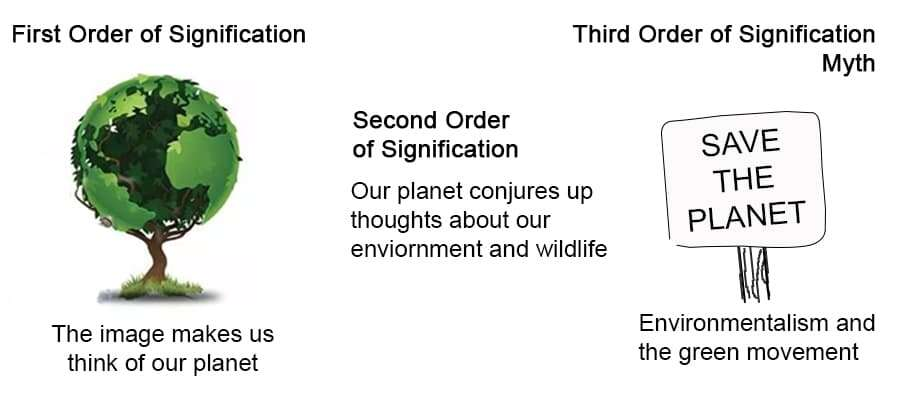 First Order of Signification
The image makes us
think of our planet
Second Order
of Signification
Our planet conjures up
thoughts about our
enviornment and wildlife
Third Order of Signification
Myth
SAVE
THE
PLANET
Environmentalism and
the green movement